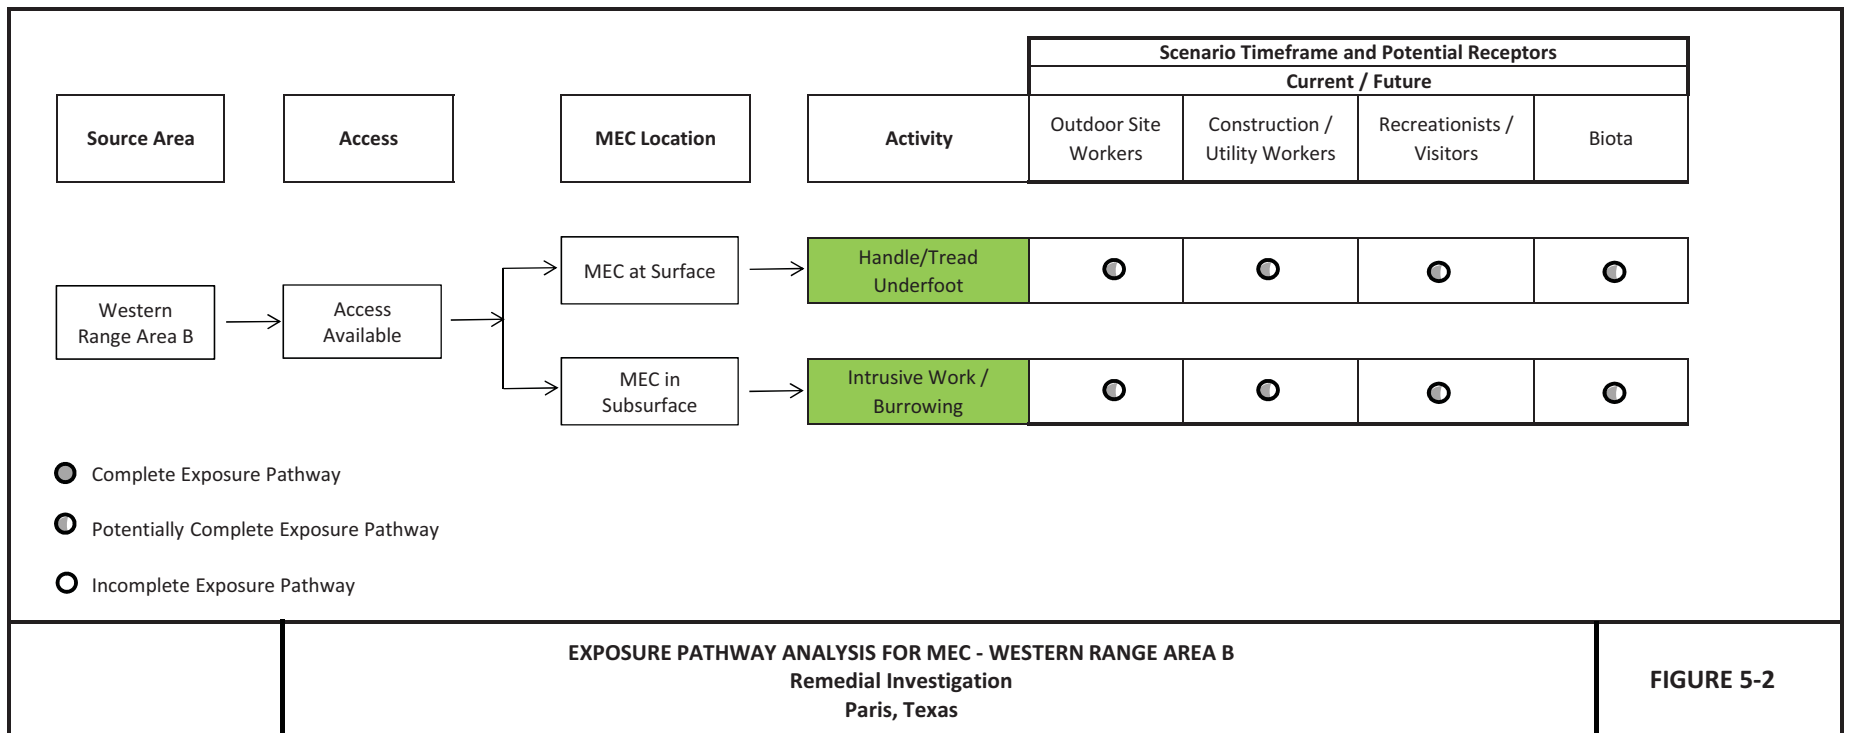 Scenario Timeframe and Potential Receptors
Current / Future
Source Area
Access
MEC Location
Activity
Outdoor Site
Workers
Construction /
Utility Workers
Recreationists /
Visitors
Biota
Western
Range Area B
Access
Available
MEC at Surface
Handle/Tread
Underfoot
MEC in
Subsurface
Intrusive Work /
Burrowing
Complete Exposure Pathway
Potentially Complete Exposure Pathway
Incomplete Exposure Pathway
EXPOSURE PATHWAY ANALYSIS FOR MEC - WESTERN RANGE AREA B
Remedial Investigation
Paris, Texas
FIGURE 5-2